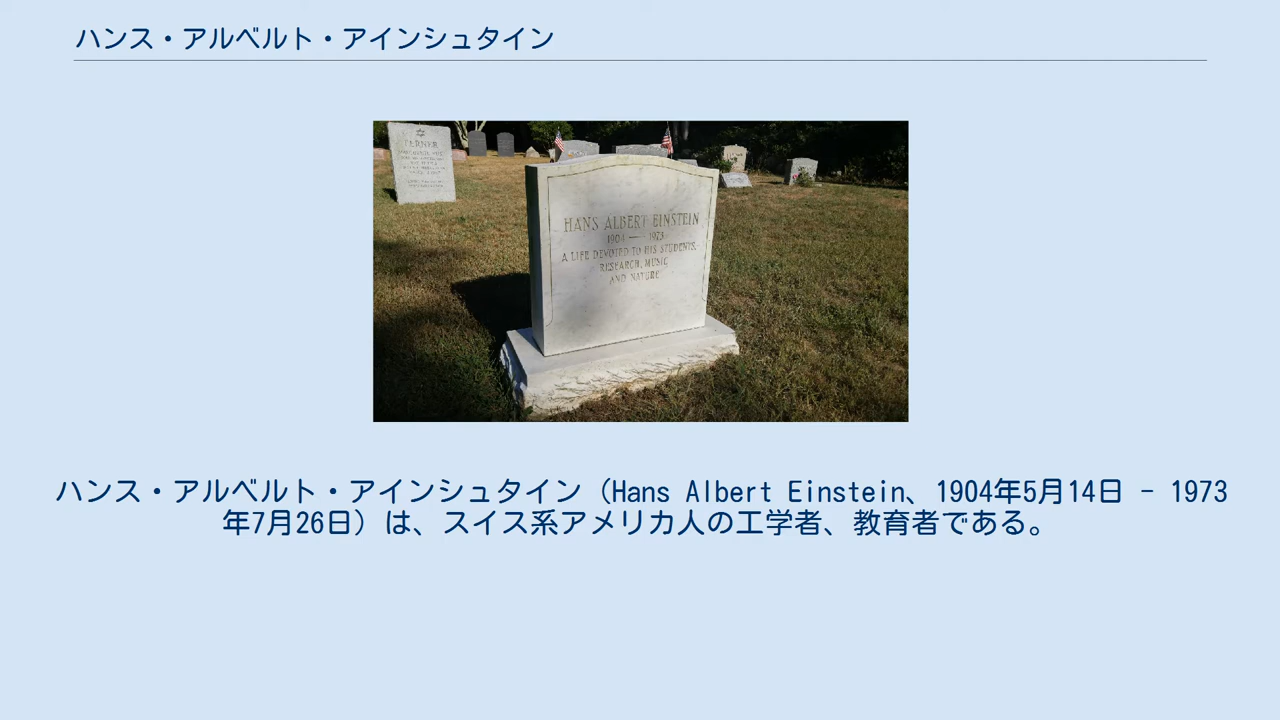 ハンス・アルベルト・アインシュタイン
FERNER
HANS ALBERT EINSTEIN
1904 — 1973
A LIFE DEVOTED TO HIS STUDENTS,
RESEARCH, MUSIC
AND NATURE
ハンス・アルベルト・アインシュタイン（Hans Albert Einstein、1904年5月14日 - 1973
年7月26日）は、スイス系アメリカ人の工学者、教育者である。